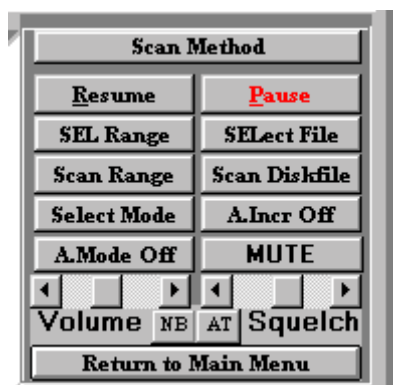 Scan Method
Resume Pause
SEL Range SELect File
Scan Range Scan Diskfile
Select Mode A.Incr Off
A.Mode Off MUTE
Volume NB AT Squelch
Return to Main Menu